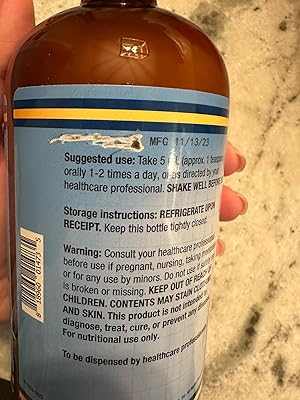 MFG 11/13/23
Suggested use: Take 5 mL (approx. 1 teaspoon
orally 1-2 times a day, or as directed by your
healthcare professional. SHAKE WELL BEFORE
Storage instructions: REFRIGERATE UPON
RECEIPT. Keep this bottle tightly closed.
Warning: Consult your healthcare professional
before use if pregnant, nursing, taking
or for any use by minors. Do not use if
is broken or missing. KEEP OUT OF REACH
CHILDREN. CONTENTS MAY STAIN
AND SKIN. This product is not intended
diagnose, treat, cure, or prevent any
For nutritional use only.
To be dispensed by healthcare professionals